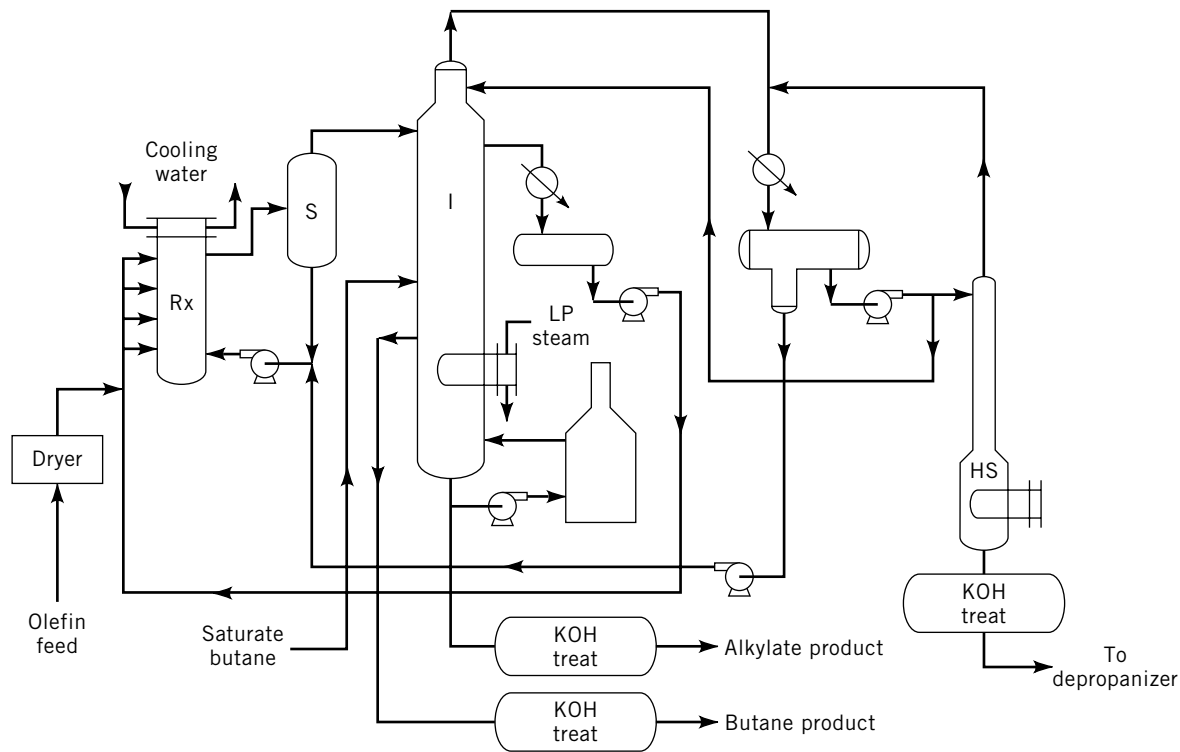 Cooling
water
S
I
Rx
LP
steam
Dryer
HS
Olefin
feed
Saturate
butane
KOH
treat
Alkylate product
KOH
treat
Butane product
KOH
treat
To
depropanizer